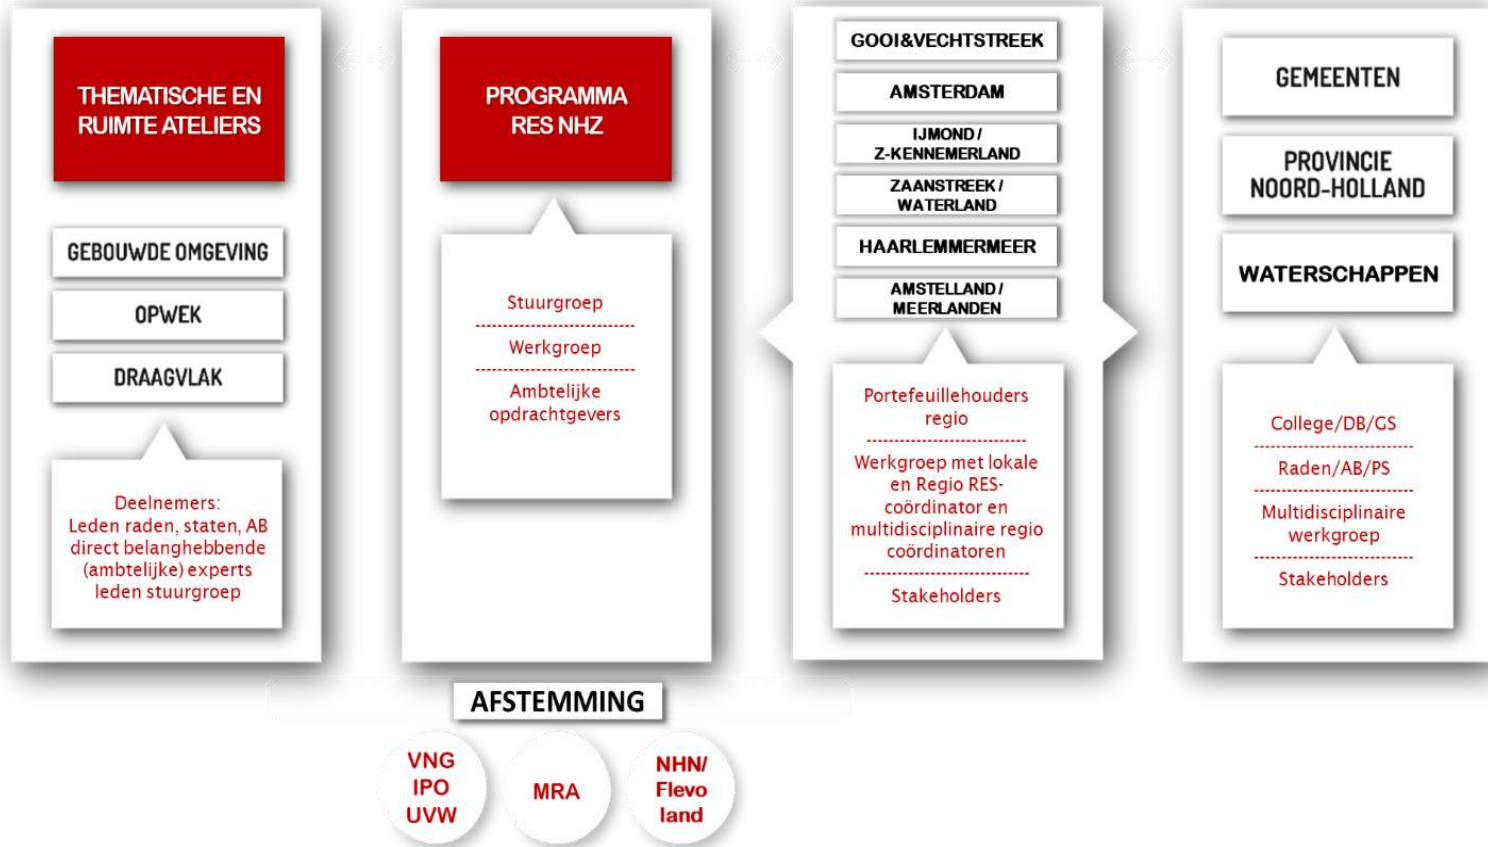 THEMATISCHE EN
RUIMTE ATELIERS
GEBOUWDE OMGEVING
OPWEK
DRAAGVLAK
Deelnemers:
Leden raden, staten, AB
direct belanghebbende
(ambtelijke) experts
leden stuurgroep
PROGRAMMA
RES NHZ
Stuurgroep
Werkgroep
Ambtelijke
opdrachtgevers
GOOI&VECHTSTREEK
AMSTERDAM
IJMOND /
Z-KENNEMERLAND
ZAANSTREEK /
WATERLAND
HAARLEMMERMEER
AMSTELLAND /
MEERLANDEN
Portefeuillehouders
regio
Werkgroep met lokale
en Regio RES-
coördinator en
multidisciplinaire regio
coördinatoren
Stakeholders
GEMEENTEN
PROVINCIE
NOORD-HOLLAND
WATERSCHAPPEN
College/DB/GS
Raden/AB/PS
Multidisciplinaire
werkgroep
Stakeholders
AFSTEMMING
VNG
IPO
UVW
MRA
NHN/
Flevo
land